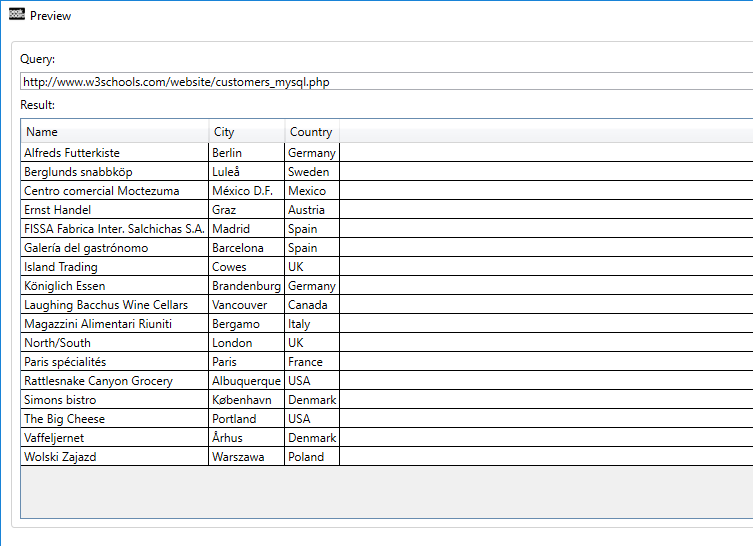 Preview
Query:
http://www.w3schools.com/website/customers_mysql.php
Result:
Name City Country
Alfreds Futterkiste Berlin Germany
Berglunds snabbköp Luleå Sweden
Centro comercial Moctezuma México D.F. Mexico
Ernst Handel Graz Austria
FISSA Fabrica Inter. Salchichas S.A. Madrid Spain
Galería del gastrónomo Barcelona Spain
Island Trading Cowes UK
Königlich Essen Brandenburg Germany
Laughing Bacchus Wine Cellars Vancouver Canada
Magazzini Alimentari Riuniti Bergamo Italy
North/South London UK
Paris spécialités Paris France
Rattlesnake Canyon Grocery Albuquerque USA
Simons bistro København Denmark
The Big Cheese Portland USA
Vaffeljernet Århus Denmark
Wolski Zajazd Warszawa Poland